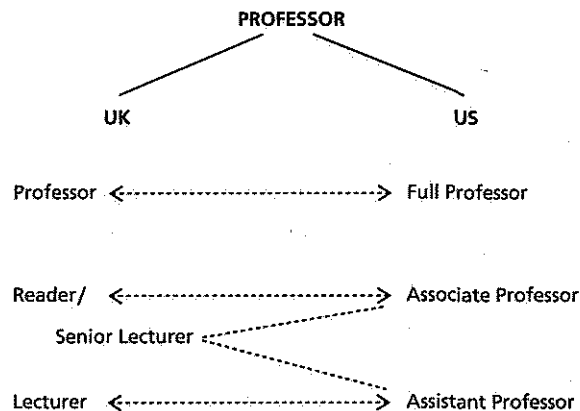 PROFESSOR
UK US
Professor Full Professor
Reader/ Associate Professor
Senior Lecturer
Lecturer Assistant Professor